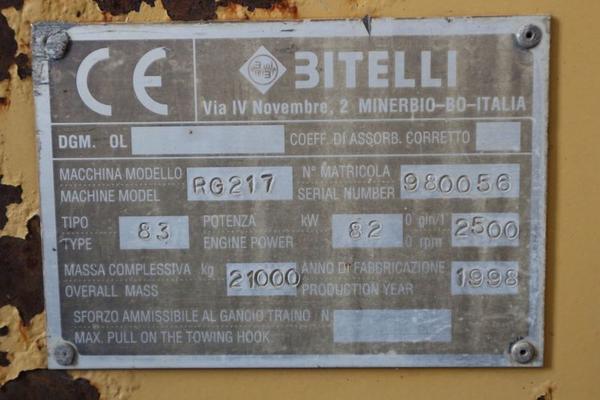 CE BITELLI
Via IV Novembre, 2 MINERBIO-BO-ITALIA
DGM. OL COEFF. DI ASSORB. CORRETTO
MACCHINA MODELLO RG217 N° MATRICOLA 980056
MACHINE MODEL SERIAL NUMBER
TIPO 83 POTENZA kW 82 @ giri/1' 2500
TYPE ENGINE POWER @ rpm
MASSA COMPLESSIVA kg 21000 ANNO DI FABBRICAZIONE 1998
OVERALL MASS PRODUCTION YEAR
SFORZO AMMISSIBILE AL GANCIO TRAINO N
MAX. PULL ON THE TOWING HOOK